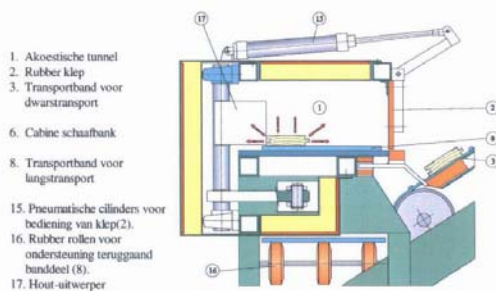 1. Akoestische tunnel
2. Rubber klep
3. Transportband voor
dwarstransport
6. Cabine schaafbank
8. Transportband voor
langstransport
15. Pneumatische cilinders voor
bediening van klep(2).
16. Rubber rollen voor
ondersteuning teruggaand
banddeel (8).
17. Hout-uitwerper
17
15
1
2
8
3
16